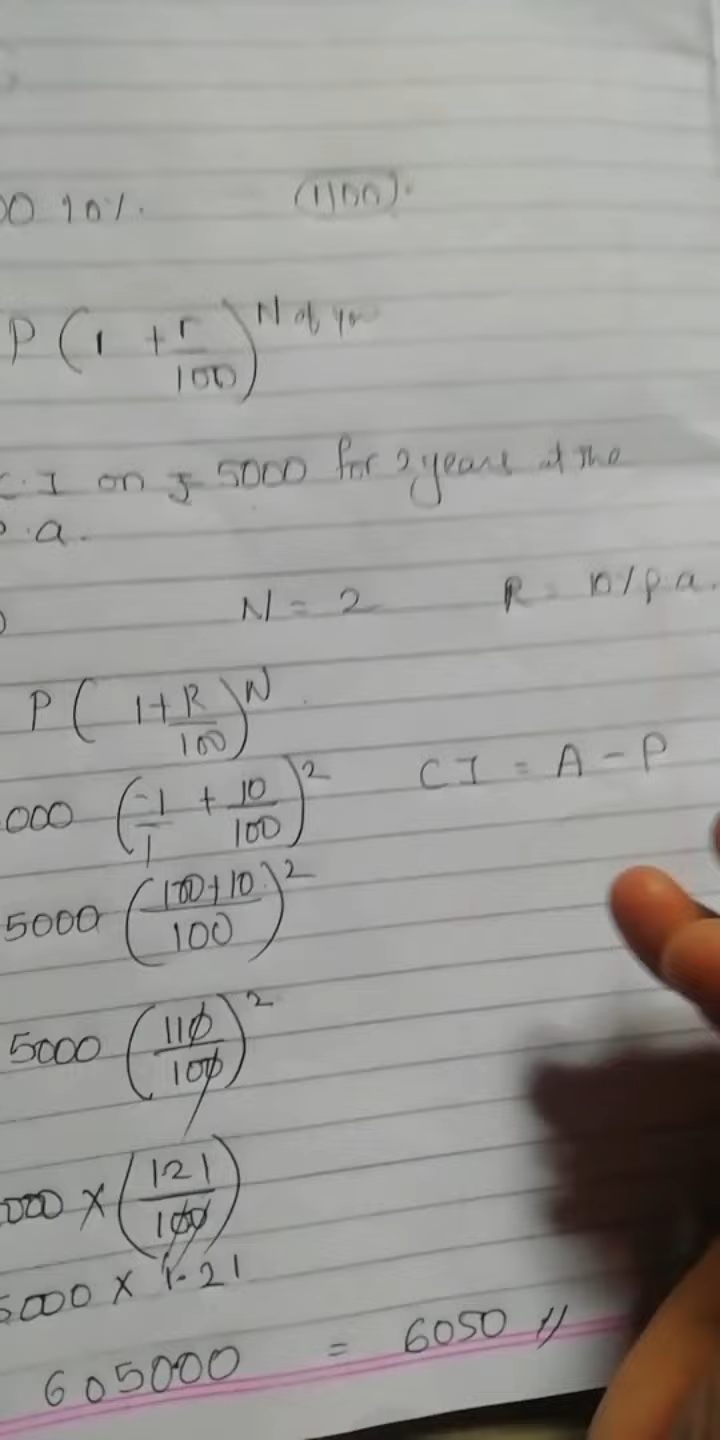 00 10%. (1100).
P(1 + r/100)^N of
C.I on ₹ 5000 for 2 years at the
p.a.
N = 2 R = 10% p.a.
P(1+R/100)^N
000 (1/1 + 10/100)^2 CI = A - P
5000 (100+10/100)^2
5000 (110/100)^2
000 × (121/100)
5000 × 1.21
605000 = 6050 //